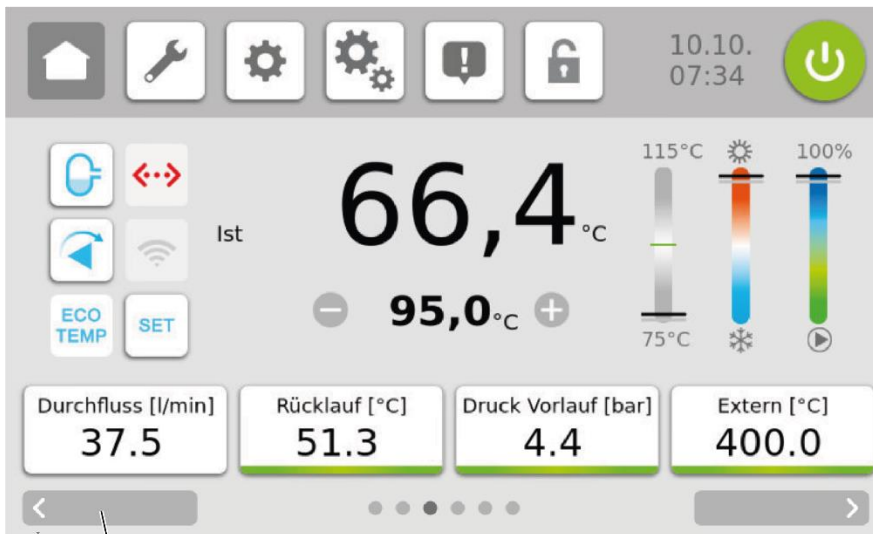 10.10.
07:34
115°C
100%
66,4 °C
Ist
ECO
TEMP
SET
95,0 °C
75°C
Durchfluss [l/min]
37.5
Rücklauf [°C]
51.3
Druck Vorlauf [bar]
4.4
Extern [°C]
400.0